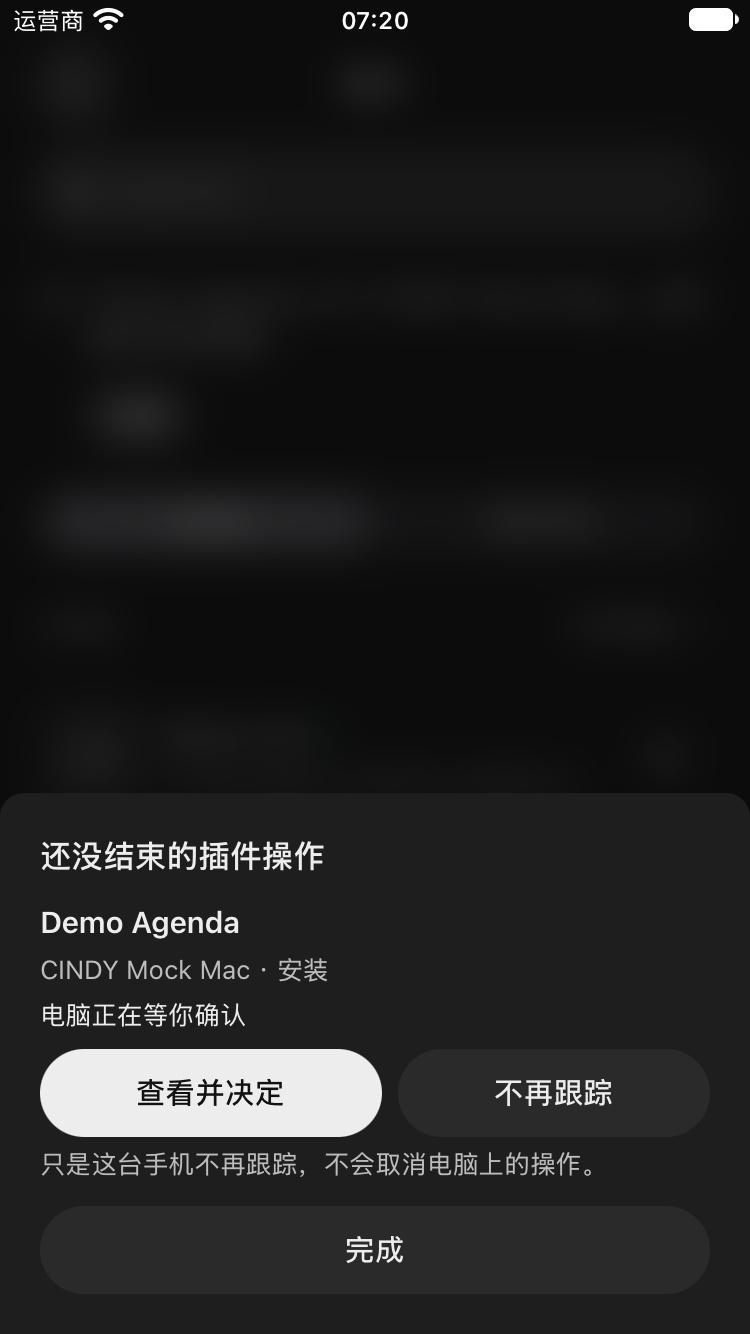 运营商
07:20
还没结束的插件操作
Demo Agenda
CINDY Mock Mac · 安装
电脑正在等你确认
查看并决定
不再跟踪
只是这台手机不再跟踪，不会取消电脑上的操作。
完成